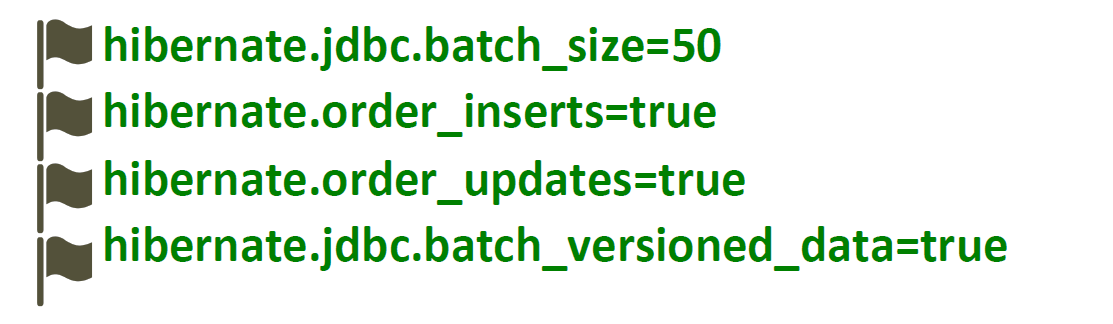 hibernate.jdbc.batch_size=50
hibernate.order_inserts=true
hibernate.order_updates=true
hibernate.jdbc.batch_versioned_data=true